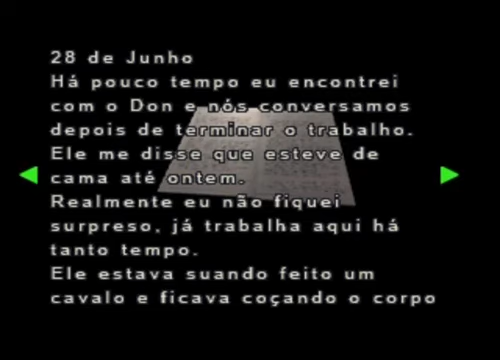 28 de Junho
Há pouco tempo eu encontrei
com o Don e nós conversamos
depois de terminar o trabalho.
Ele me disse que esteve de
cama até ontem.
Realmente eu não fiquei
surpreso, já trabalha aqui há
tanto tempo.
Ele estava suando feito um
cavalo e ficava coçando o corpo